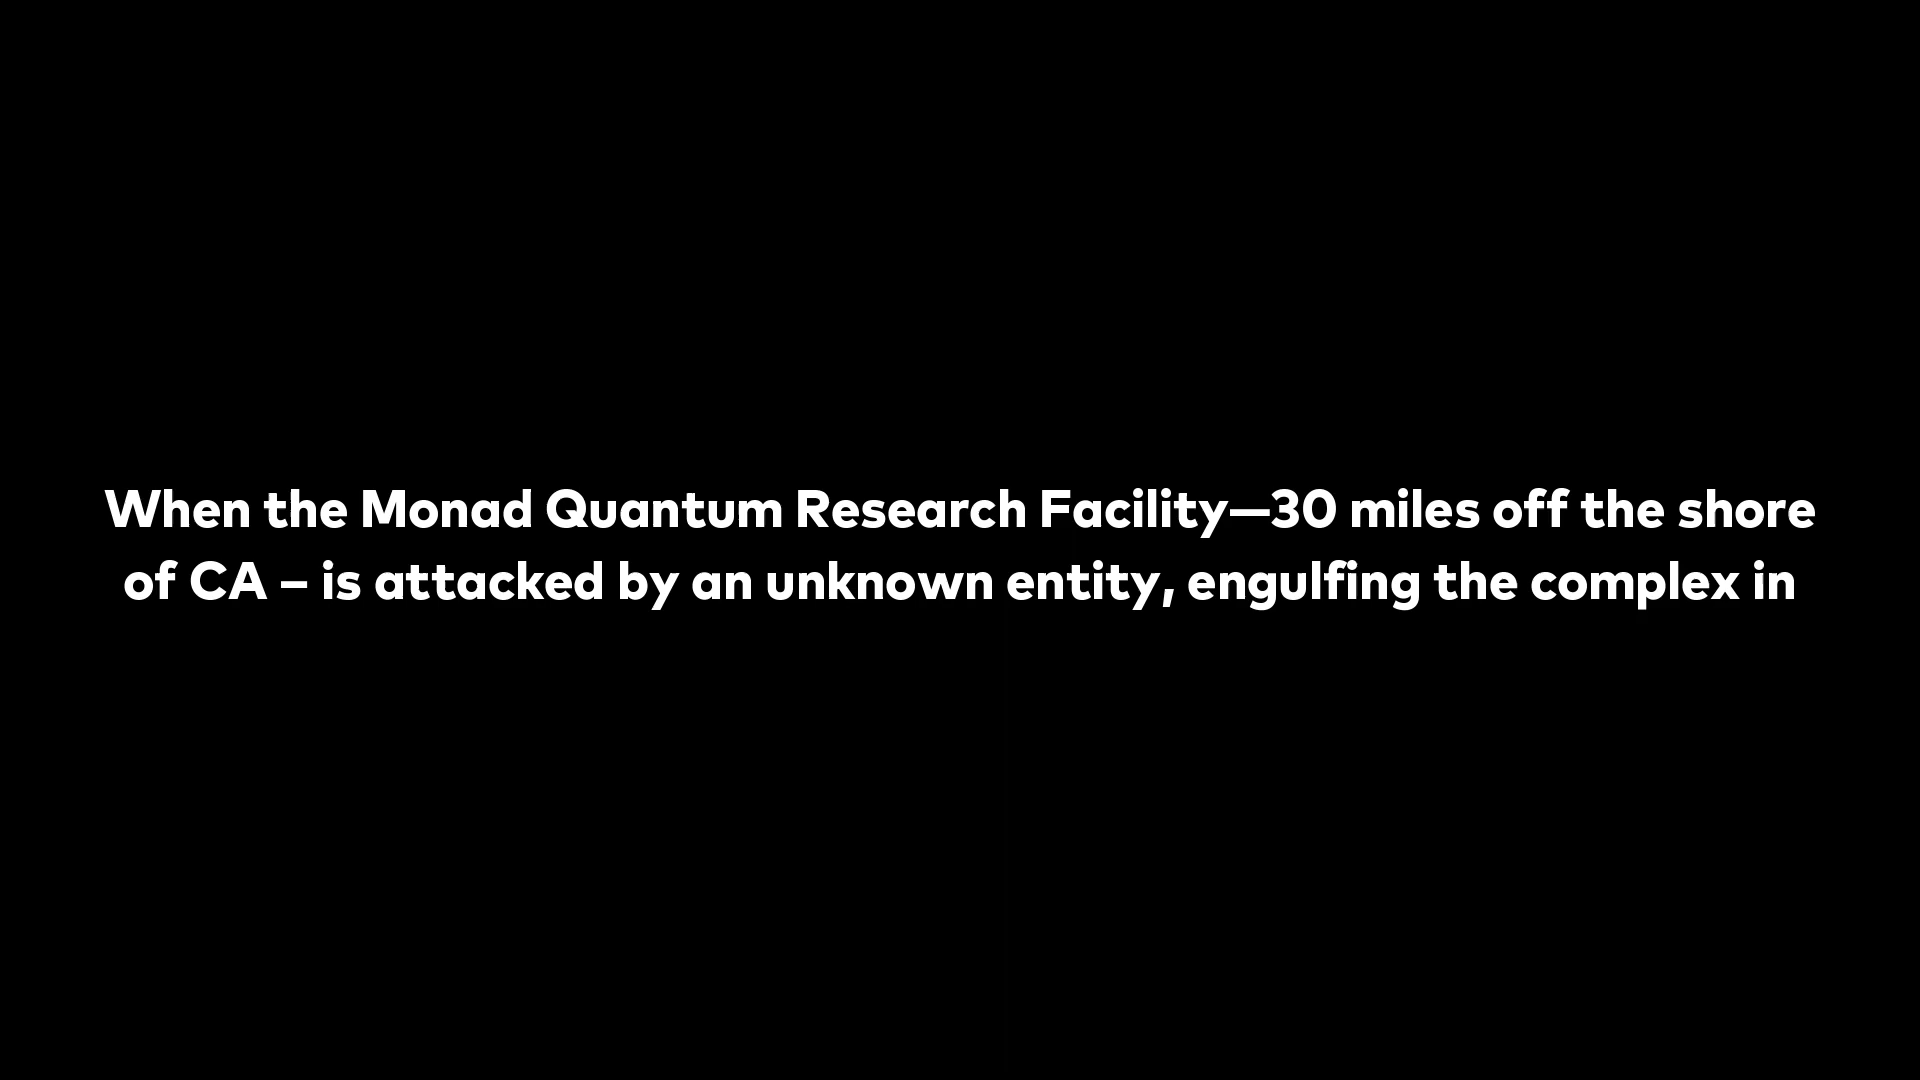 When the Monad Quantum Research Facility—30 miles off the shore
of CA – is attacked by an unknown entity, engulfing the complex in